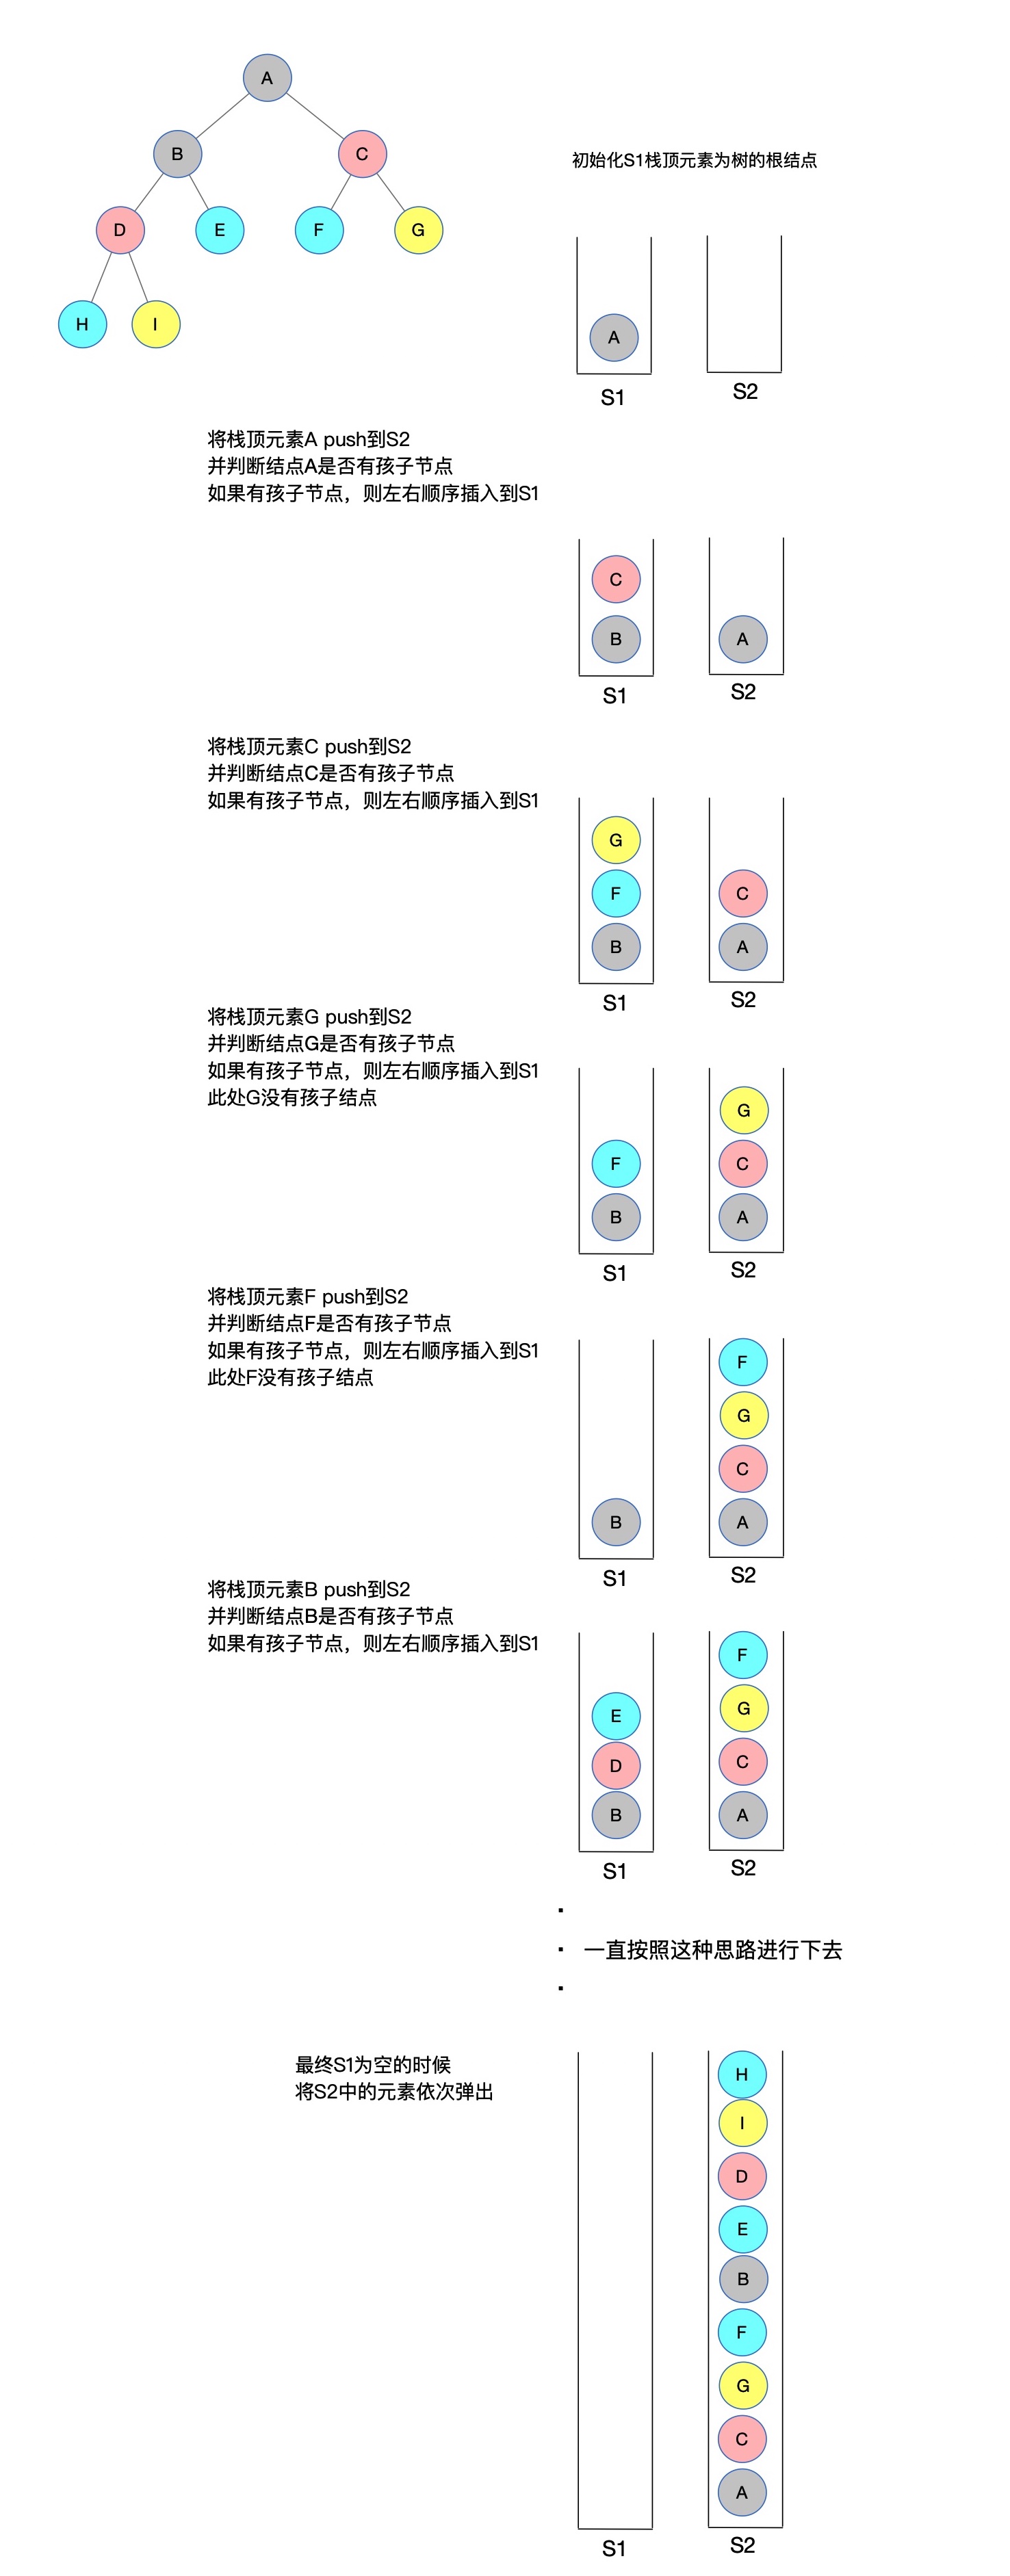 A
B
C
初始化S1栈顶元素为树的根结点
D
E
F
G
H
I
A
S1
S2
将栈顶元素A push到S2
并判断结点A是否有孩子节点
如果有孩子节点，则左右顺序插入到S1
C
B
A
S1
S2
将栈顶元素C push到S2
并判断结点C是否有孩子节点
如果有孩子节点，则左右顺序插入到S1
G
F
C
B
A
S1
S2
将栈顶元素G push到S2
并判断结点G是否有孩子节点
如果有孩子节点，则左右顺序插入到S1
此处G没有孩子结点
G
F
C
B
A
S1
S2
将栈顶元素F push到S2
并判断结点F是否有孩子节点
如果有孩子节点，则左右顺序插入到S1
此处F没有孩子结点
F
G
C
B
A
S1
S2
将栈顶元素B push到S2
并判断结点B是否有孩子节点
如果有孩子节点，则左右顺序插入到S1
F
E
G
D
C
B
A
S1
S2
一直按照这种思路进行下去
最终S1为空的时候
将S2中的元素依次弹出
H
I
D
E
B
F
G
C
A
S1
S2